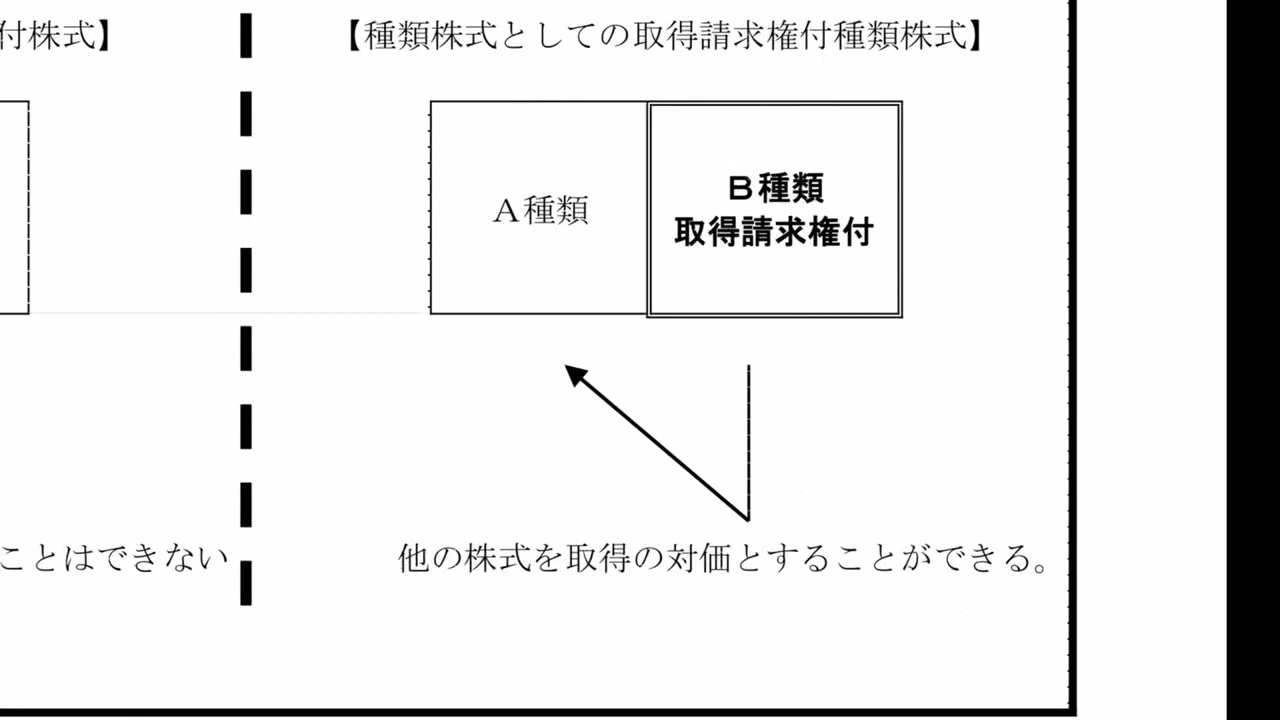 付株式】
【種類株式としての取得請求権付種類株式】
A種類
B種類
取得請求権付
ことはできない
他の株式を取得の対価とすることができる。